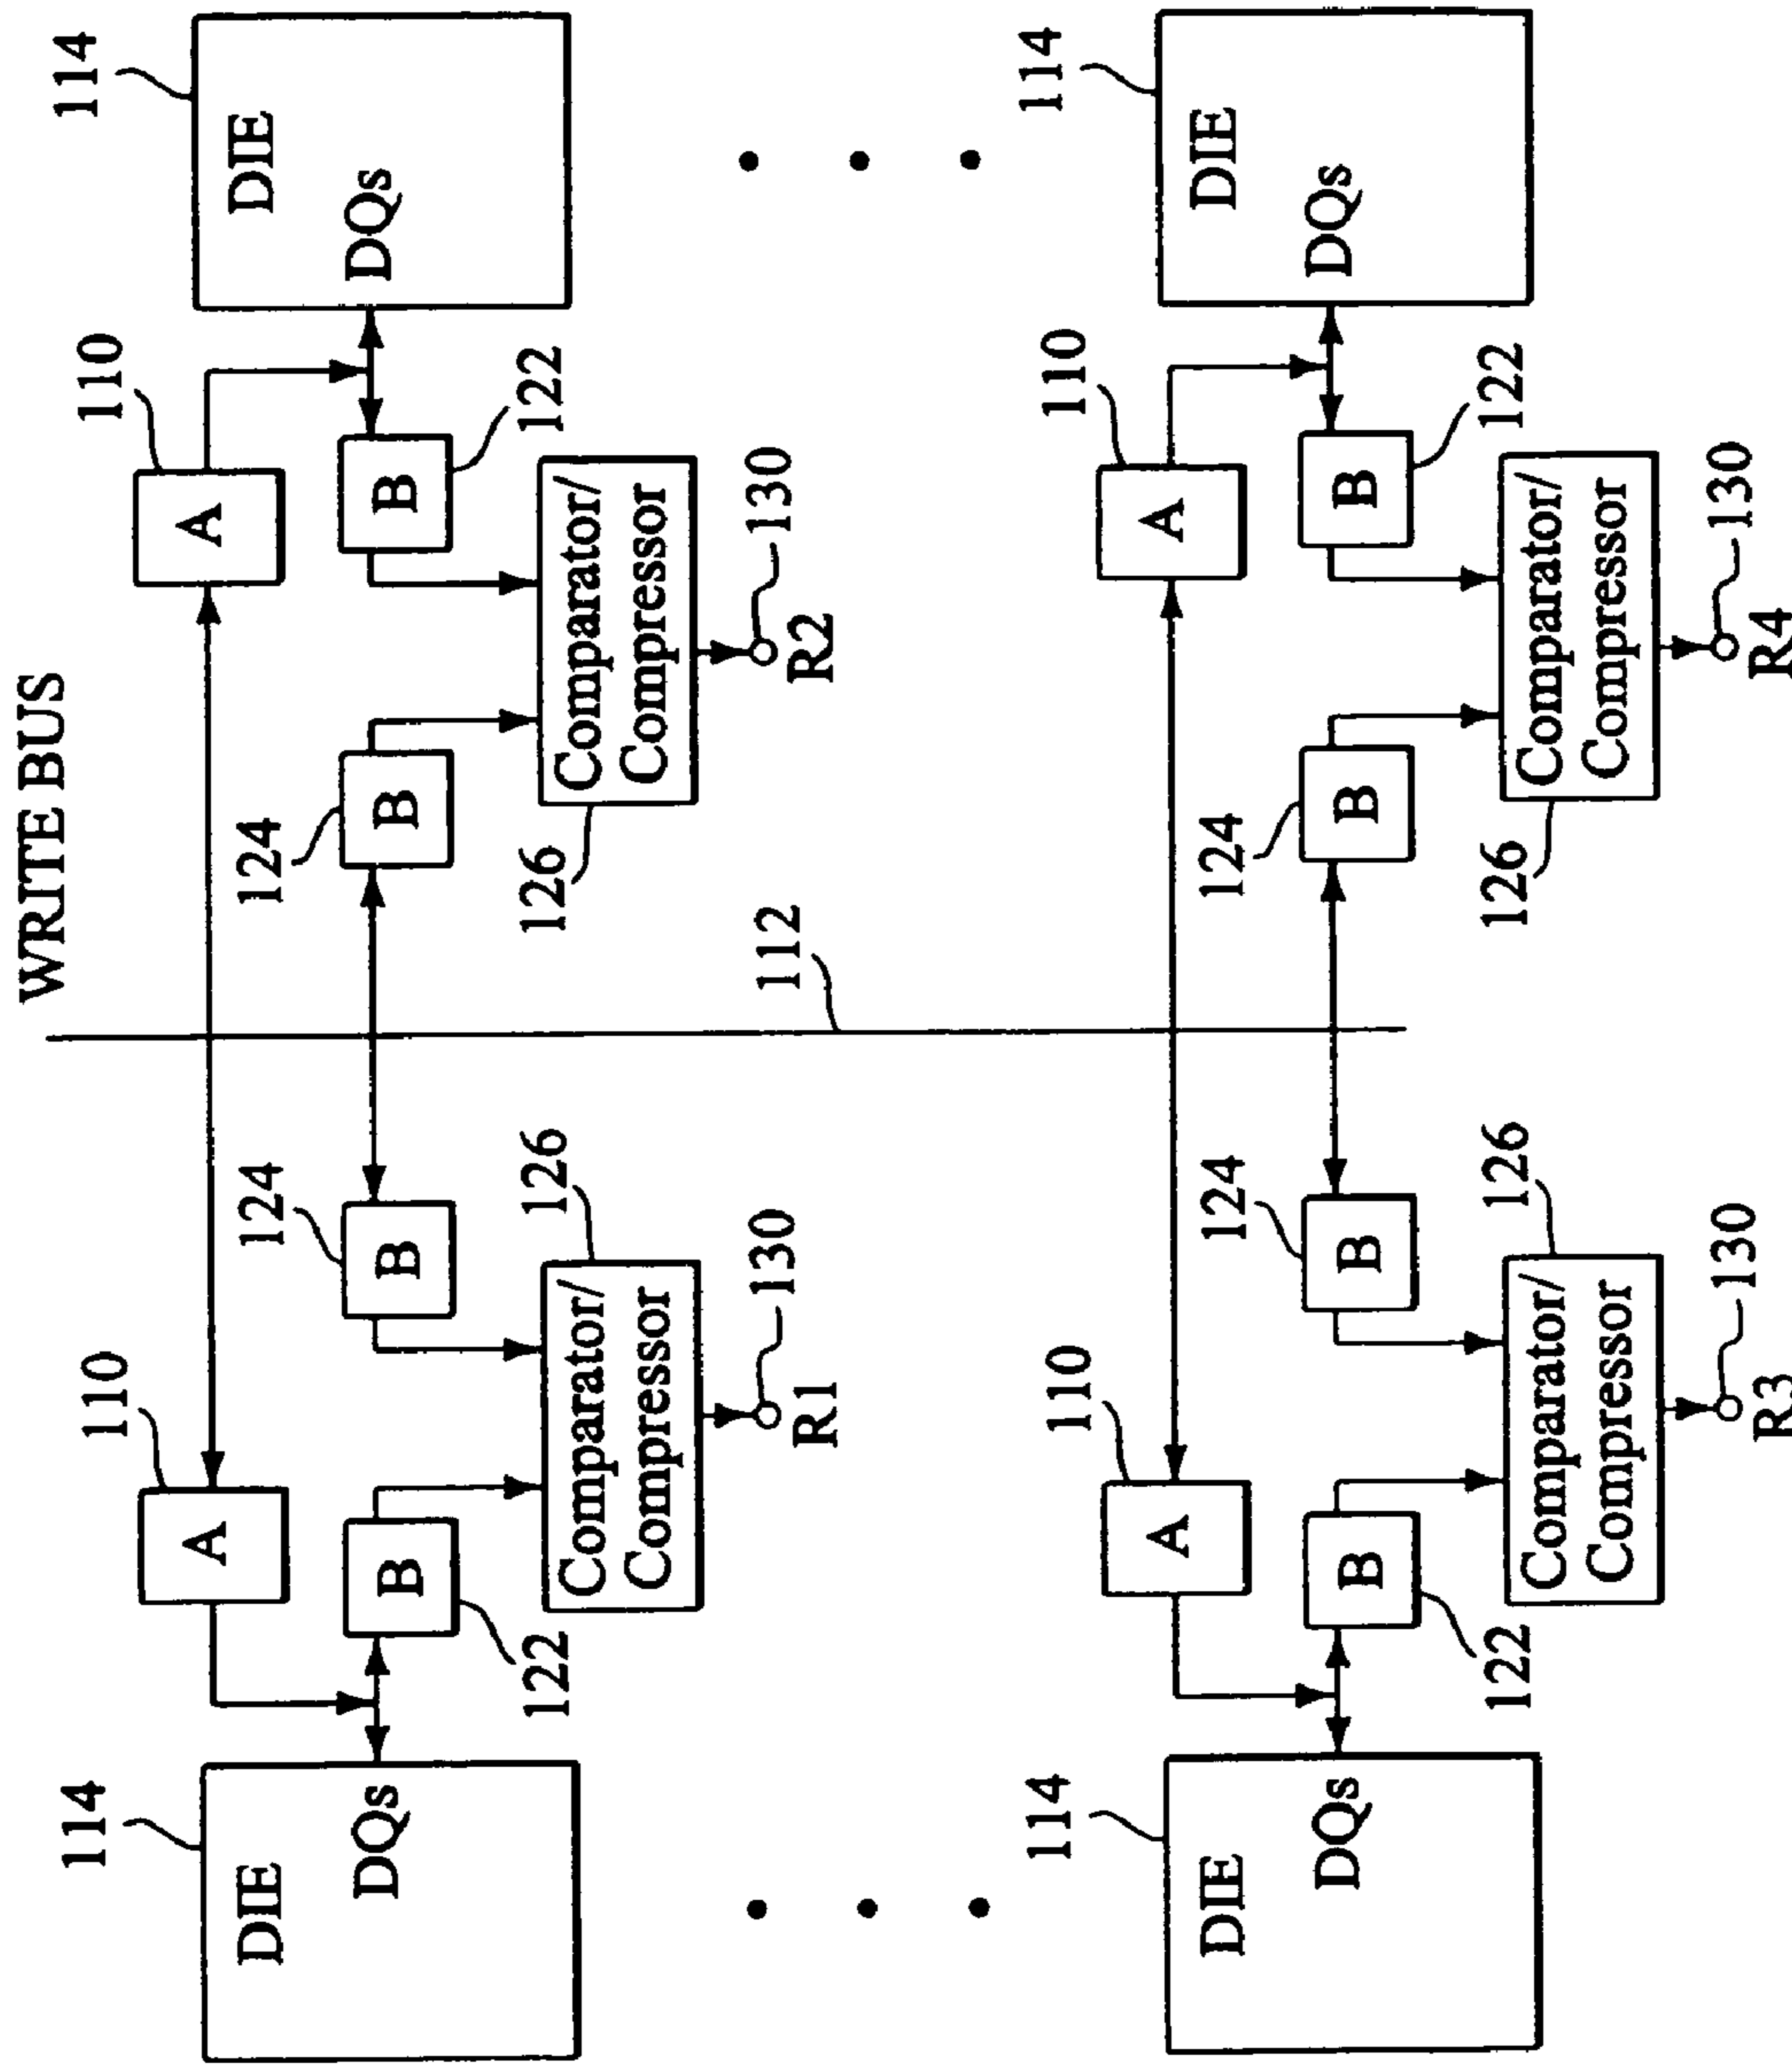 WRITE BUS
114
110
110
114
A
A
DIE
124
124
DIE
DQs
B
B
B
B
DQs
122
126
126
122
Comparator/
Compressor
Comparator/
Compressor
130
112
130
R1
R2
114
110
110
114
A
A
DIE
124
124
DIE
DQs
B
B
B
B
DQs
122
126
126
122
Comparator/
Compressor
Comparator/
Compressor
130
130
R3
R4